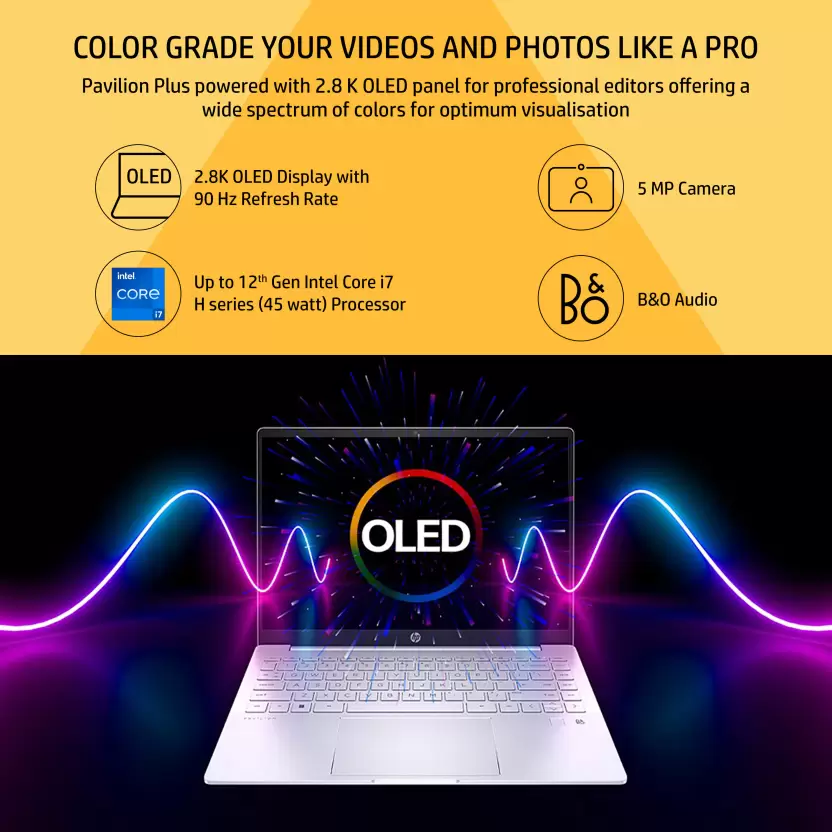 COLOR GRADE YOUR VIDEOS AND PHOTOS LIKE A PRO
Pavilion Plus powered with 2.8 K OLED panel for professional editors offering a
wide spectrum of colors for optimum visualisation
OLED
2.8K OLED Display with
90 Hz Refresh Rate
5 MP Camera
intel
CORE
i7
Up to 12th Gen Intel Core i7
H series (45 watt) Processor
B&O
B&O Audio
OLED
hp
PAVILION